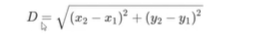 D = √((x₂ − x₁)² + (y₂ − y₁)²)